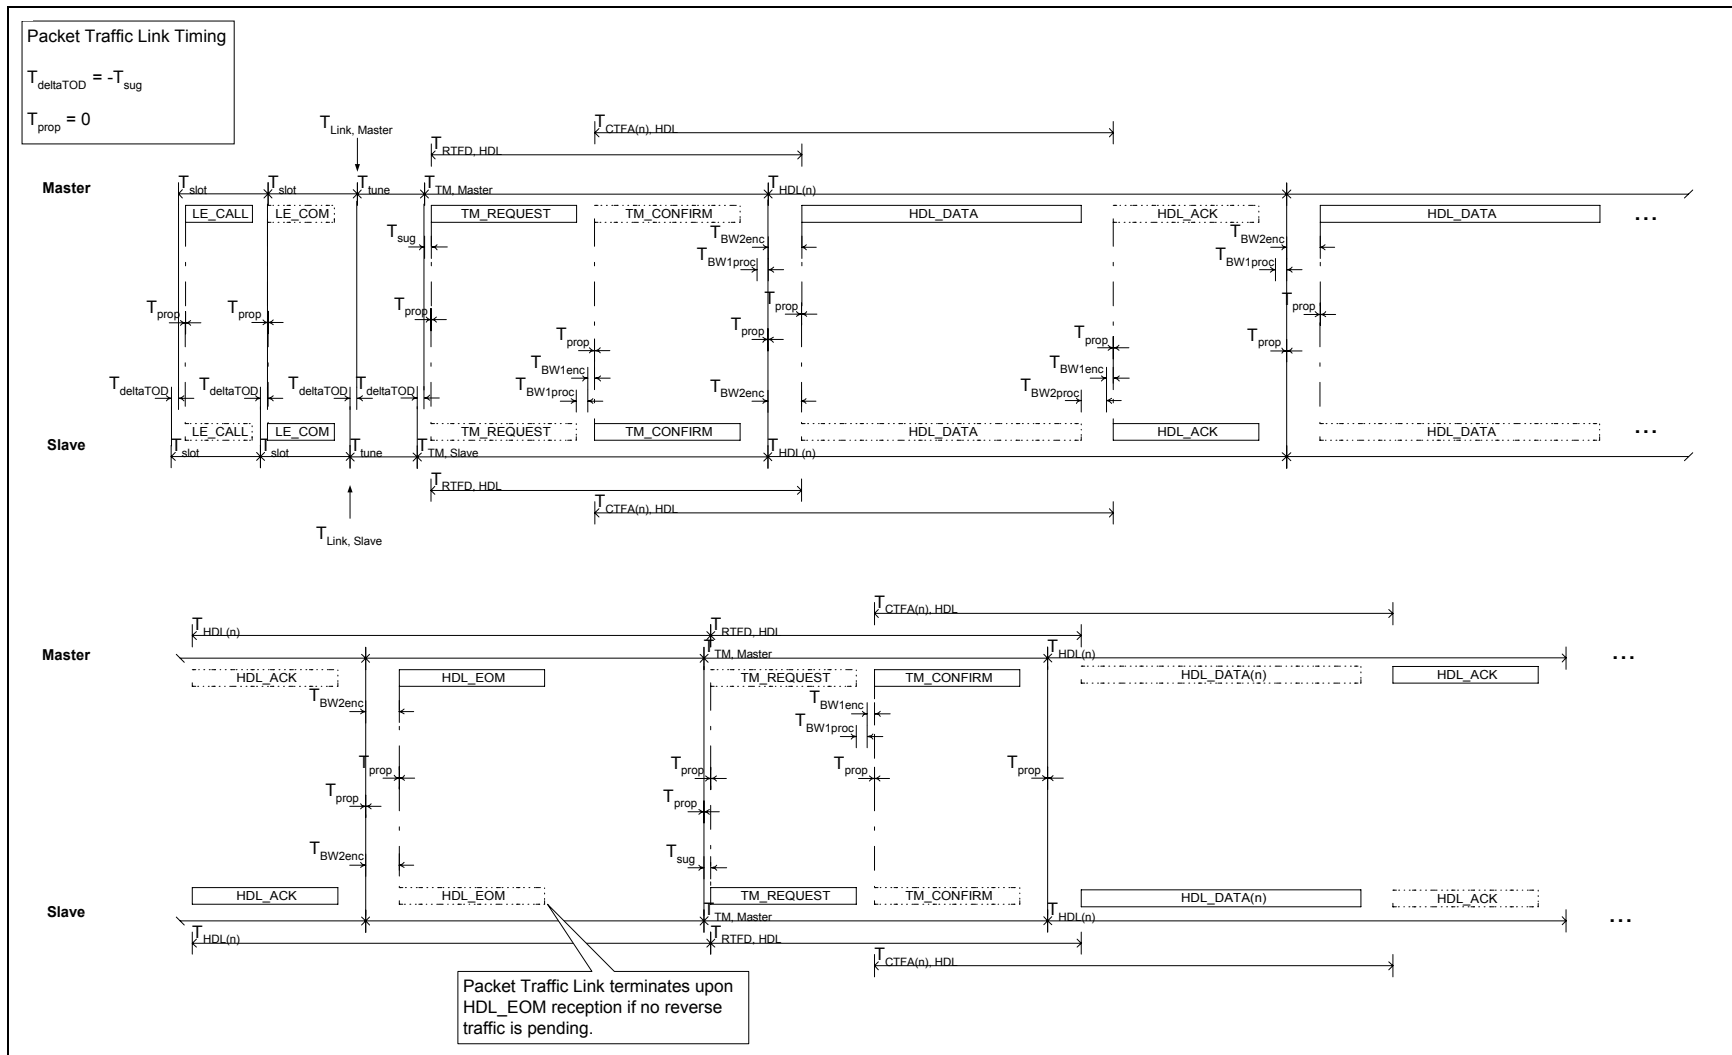 Packet Traffic Link Timing
T_deltaTOD = -T_sug
T_prop = 0
T_Link, Master
T_CTFA(n), HDL
T_RTFD, HDL
Master
T_slot T_slot T_tune T_TM, Master T_HDL(n)
LE_CALL LE_COM TM_REQUEST TM_CONFIRM HDL_DATA HDL_ACK HDL_DATA ...
T_sug T_BW2enc T_BW2enc
T_BW1proc T_BW1proc
T_prop T_prop T_prop T_prop T_prop
T_prop T_prop T_prop T_prop
T_BW1enc T_BW1enc
T_deltaTOD T_deltaTOD T_deltaTOD T_deltaTOD T_BW1proc T_BW2enc T_BW2proc
LE_CALL LE_COM TM_REQUEST TM_CONFIRM HDL_DATA HDL_ACK HDL_DATA ...
Slave
T_slot T_slot T_tune T_TM, Slave T_HDL(n)
T_RTFD, HDL
T_CTFA(n), HDL
T_Link, Slave
T_CTFA(n), HDL
T_HDL(n) T_RTFD, HDL
Master
T_TM, Master T_HDL(n) ...
HDL_ACK HDL_EOM TM_REQUEST TM_CONFIRM HDL_DATA(n) HDL_ACK
T_BW2enc T_BW1enc
T_BW1proc
T_prop T_prop T_prop T_prop
T_prop T_prop
T_BW2enc T_sug
HDL_ACK HDL_EOM TM_REQUEST TM_CONFIRM HDL_DATA(n) HDL_ACK
Slave
T_TM, Master T_HDL(n) ...
T_HDL(n) T_RTFD, HDL
T_CTFA(n), HDL
Packet Traffic Link terminates upon
HDL_EOM reception if no reverse
traffic is pending.